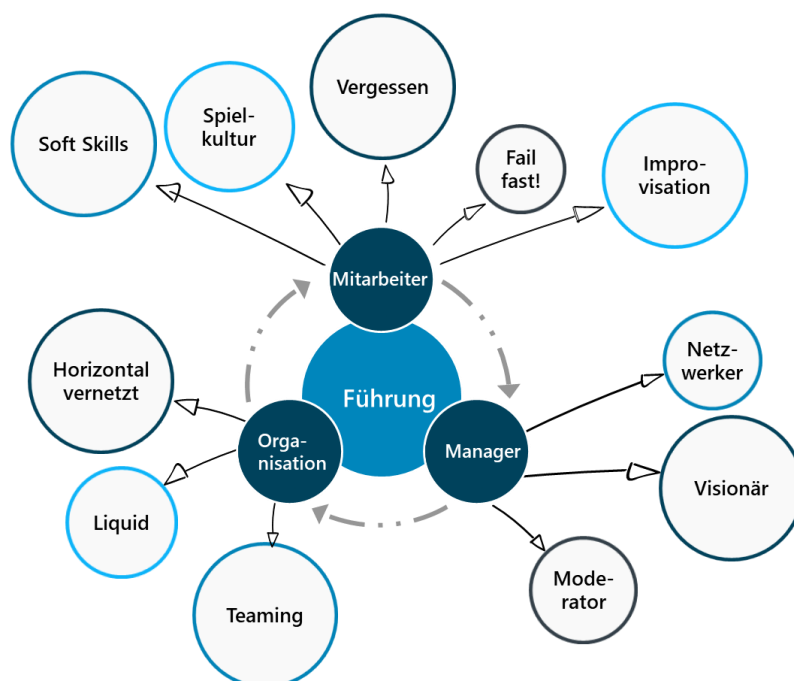 Vergessen
Spiel-
kultur
Soft Skills
Fail
fast!
Impro-
visation
Mitarbeiter
Netz-
werker
Horizontal
vernetzt
Führung
Orga-
nisation
Manager
Visionär
Liquid
Mode-
rator
Teaming